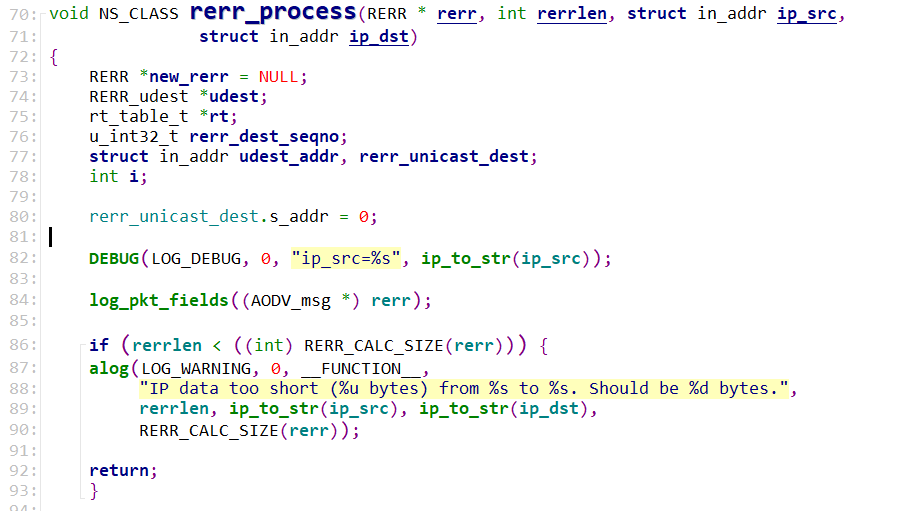 70: void NS_CLASS rerr_process(RERR * rerr, int rerrlen, struct in_addr ip_src,
71: struct in_addr ip_dst)
72: {
73: RERR *new_rerr = NULL;
74: RERR_udest *udest;
75: rt_table_t *rt;
76: u_int32_t rerr_dest_seqno;
77: struct in_addr udest_addr, rerr_unicast_dest;
78: int i;
79:
80: rerr_unicast_dest.s_addr = 0;
81:
82: DEBUG(LOG_DEBUG, 0, "ip_src=%s", ip_to_str(ip_src));
83:
84: log_pkt_fields((AODV_msg *) rerr);
85:
86: if (rerrlen < ((int) RERR_CALC_SIZE(rerr))) {
87: alog(LOG_WARNING, 0, __FUNCTION__,
88: "IP data too short (%u bytes) from %s to %s. Should be %d bytes.",
89: rerrlen, ip_to_str(ip_src), ip_to_str(ip_dst),
90: RERR_CALC_SIZE(rerr));
91:
92: return;
93: }
94: